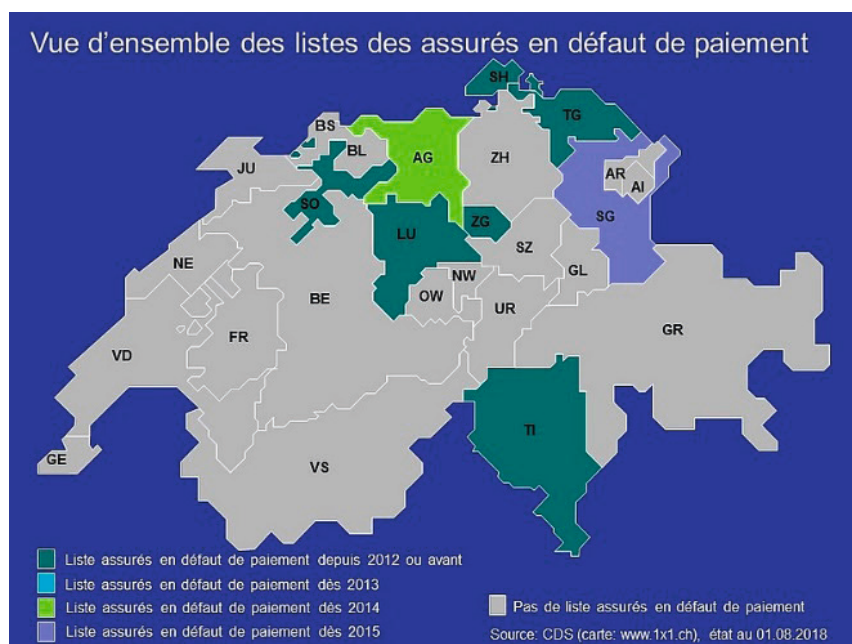 Vue d'ensemble des listes des assurés en défaut de paiement
SH
TG
BS
BL
AG
ZH
JU
AR
AI
SO
SG
LU
ZG
SZ
NE
GL
NW
OW
BE
UR
GR
FR
VD
TI
GE
VS
Liste assurés en défaut de paiement depuis 2012 ou avant
Liste assurés en défaut de paiement dès 2013
Liste assurés en défaut de paiement dès 2014
Liste assurés en défaut de paiement dès 2015
Pas de liste assurés en défaut de paiement
Source: CDS (carte: www.1x1.ch), état au 01.08.2018